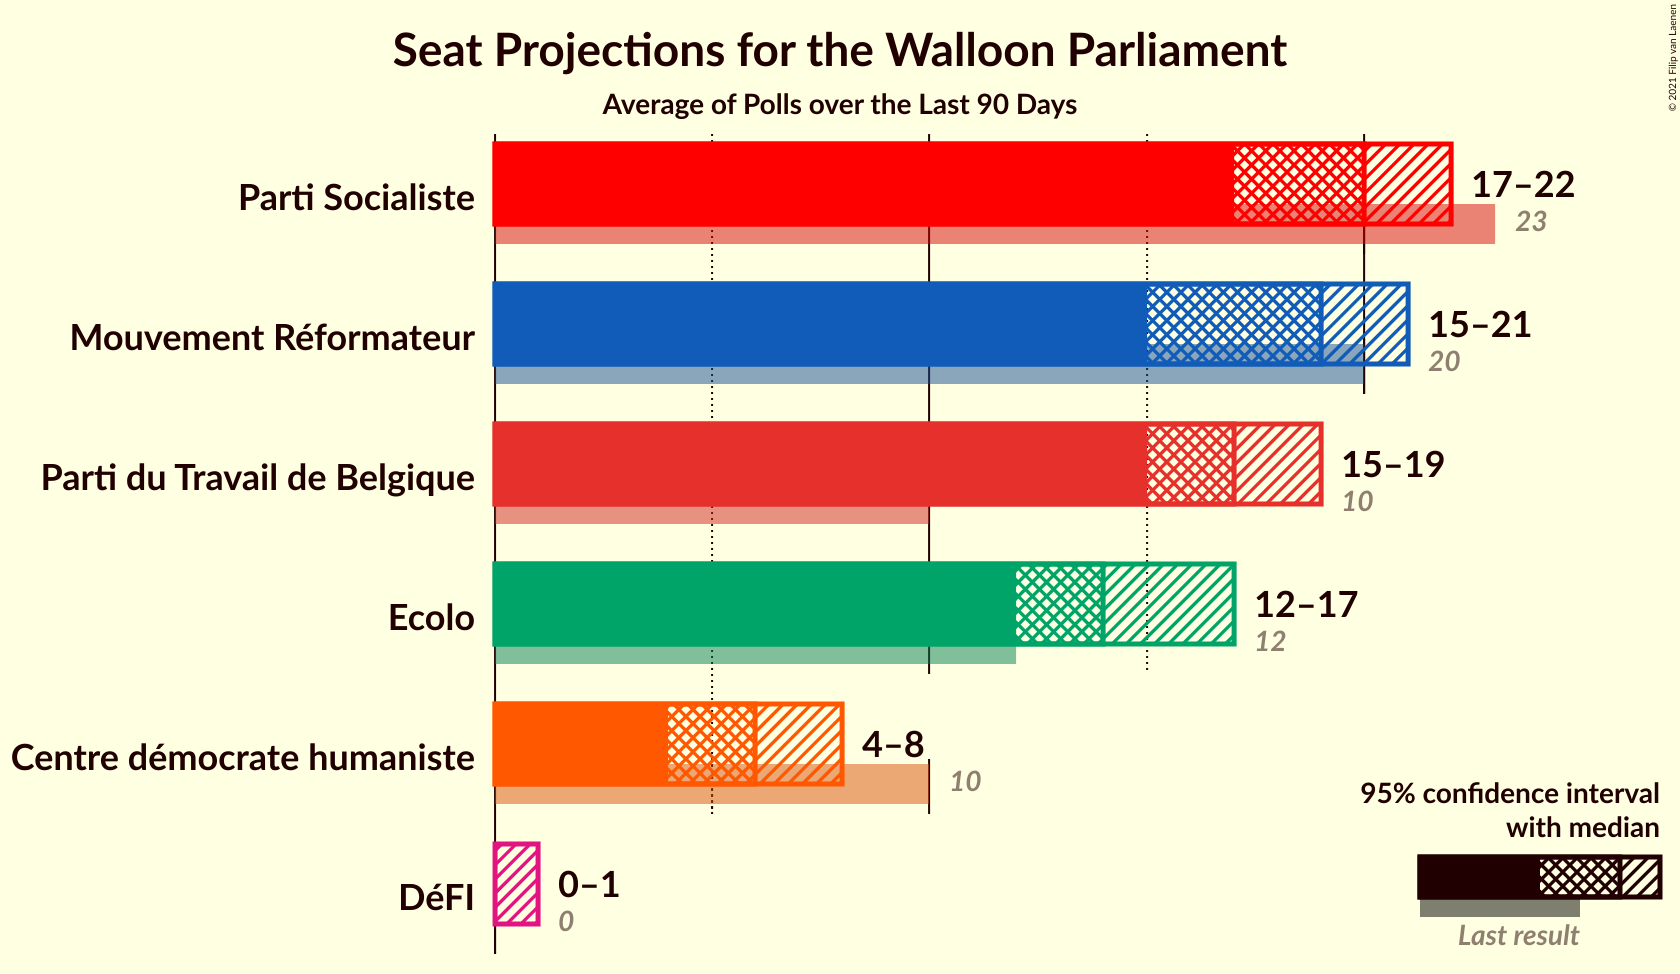 Seat Projections for the Walloon Parliament
Average of Polls over the Last 90 Days
© 2021 Filip van Laenen
Parti Socialiste
17–22
23
Mouvement Réformateur
15–21
20
Parti du Travail de Belgique
15–19
10
Ecolo
12–17
12
Centre démocrate humaniste
4–8
10
DéFI
0–1
0
95% confidence interval
with median
Last result